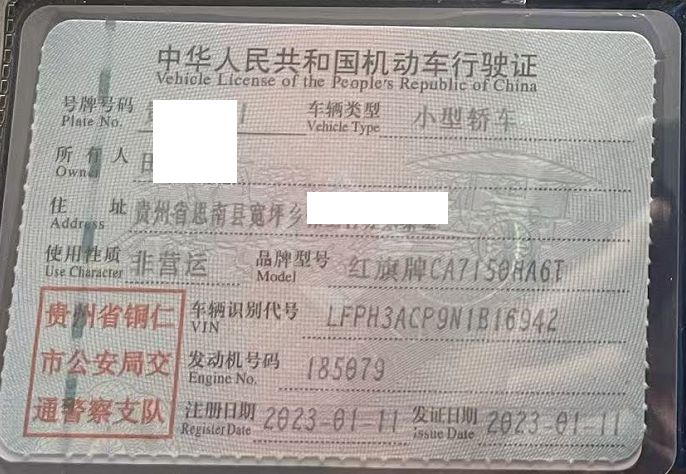 中华人民共和国机动车行驶证
Vehicle License of the People's Republic of China
号牌号码 车辆类型 小型轿车
Plate No. Vehicle Type
所有人
Owner
住址 贵州省思南县宽坪乡
Address
使用性质 非营运 品牌型号 红旗牌CA7150HA6T
Use Character Model
贵州省铜仁 车辆识别代号 LFPH3ACP9N1B16942
VIN
市公安局交 发动机号码 185079
Engine No.
通警察支队 注册日期 2023-01-11 发证日期 2023-01-11
Register Date Issue Date